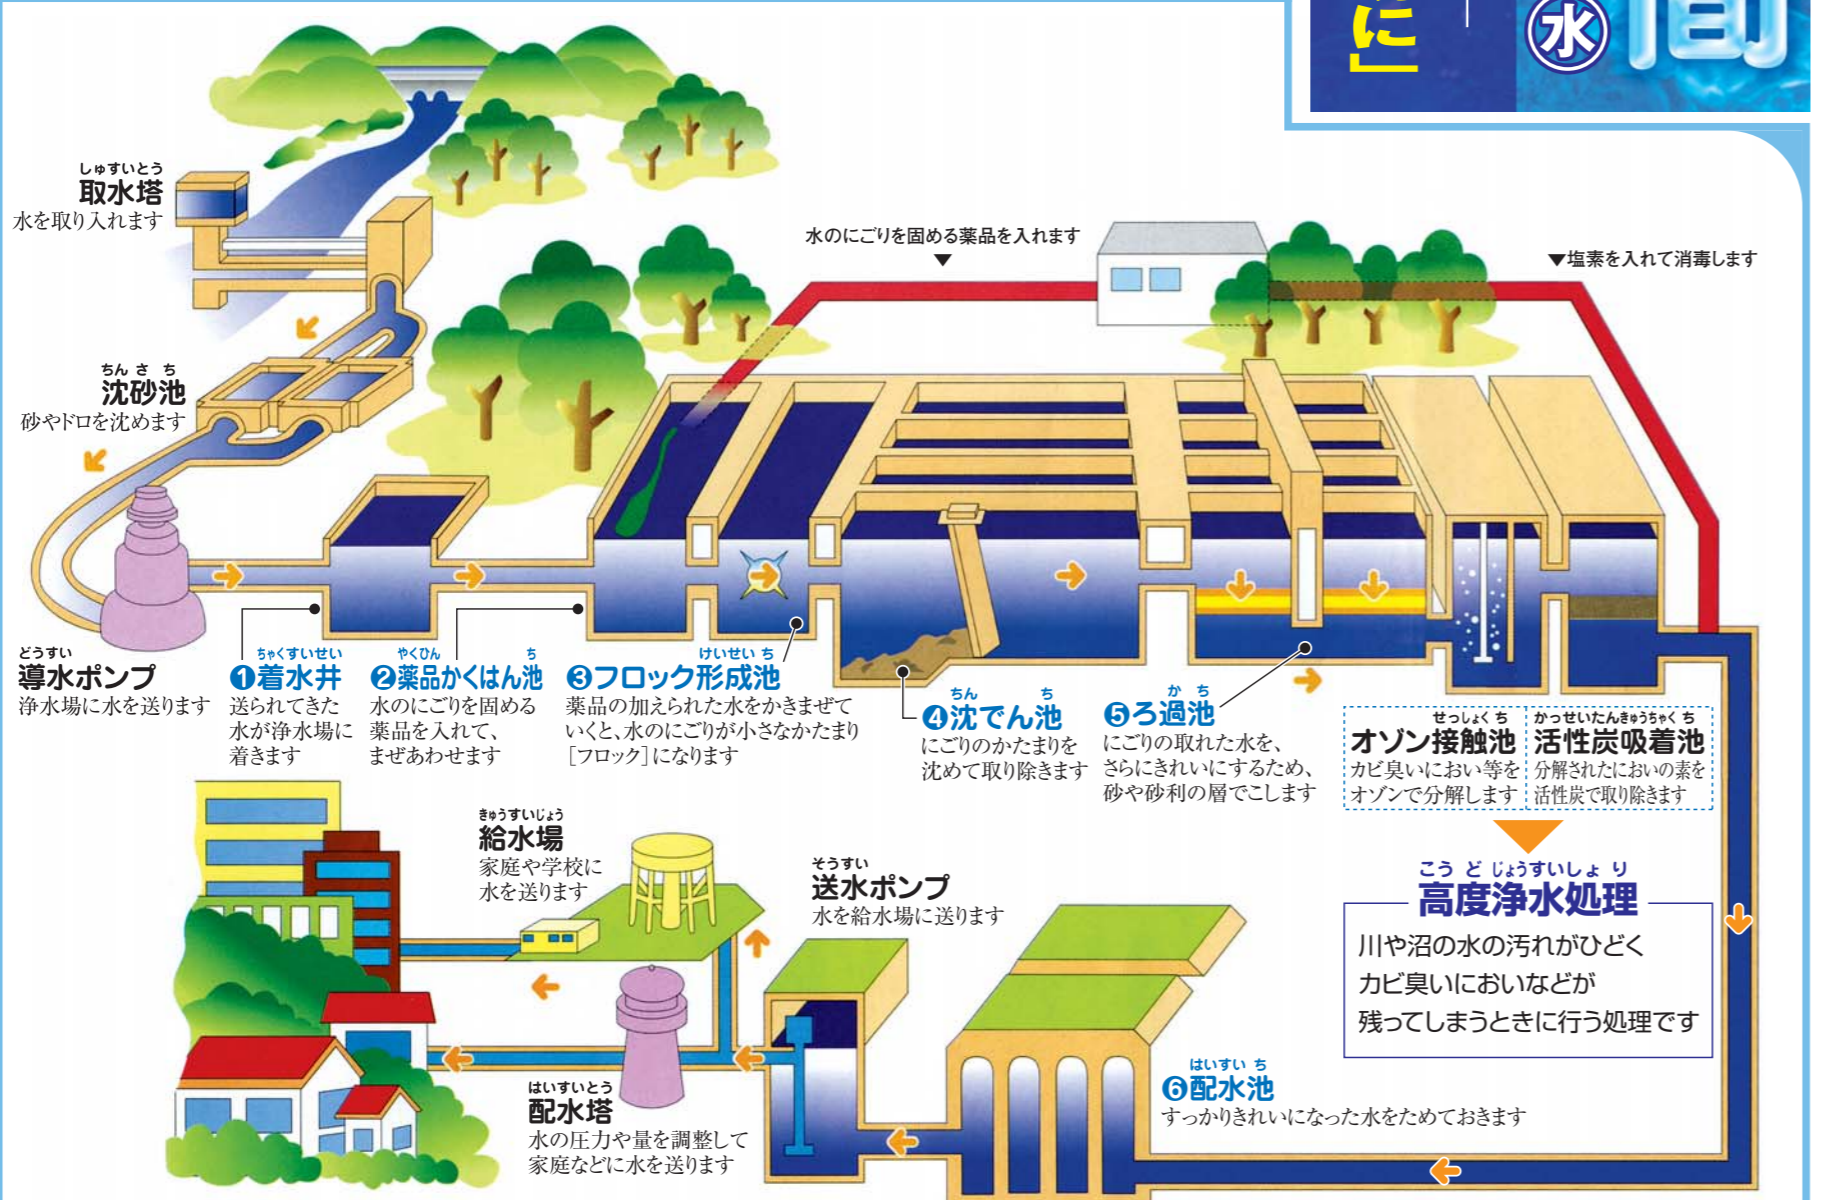 に」
水
間
しゅすいとう
取水塔
水を取り入れます
水のにごりを固める薬品を入れます
▼
▼塩素を入れて消毒します
ちんさち
沈砂池
砂やドロを沈めます
どうすい
導水ポンプ
浄水場に水を送ります
ちゃくすいせい
❶着水井
送られてきた
水が浄水場に
着きます
やくひん ち
❷薬品かくはん池
水のにごりを固める
薬品を入れて、
まぜあわせます
けいせいち
❸フロック形成池
薬品の加えられた水をかきまぜて
いくと、水のにごりが小さなかたまり
[フロック]になります
ちん ち
❹沈でん池
にごりのかたまりを
沈めて取り除きます
か ち
❺ろ過池
にごりの取れた水を、
さらにきれいにするため、
砂や砂利の層でこします
せっしょくち
オゾン接触池
カビ臭いにおい等を
オゾンで分解します
かっせいたんきゅうちゃくち
活性炭吸着池
分解されたにおいの素を
活性炭で取り除きます
こうどじょうすいしょり
高度浄水処理
川や沼の水の汚れがひどく
カビ臭いにおいなどが
残ってしまうときに行う処理です
きゅうすいじょう
給水場
家庭や学校に
水を送ります
そうすい
送水ポンプ
水を給水場に送ります
はいすいとう
配水塔
水の圧力や量を調整して
家庭などに水を送ります
はいすいち
❻配水池
すっかりきれいになった水をためておきます